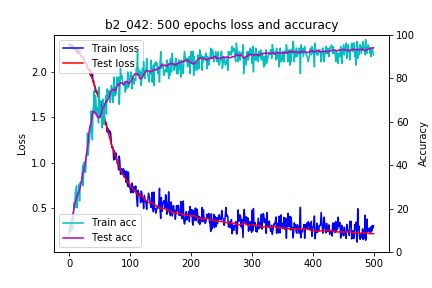 b2_042: 500 epochs loss and accuracy
Train loss
Test loss
Train acc
Test acc
Loss
2.0
1.5
1.0
0.5
Accuracy
100
80
60
40
20
0
0
100
200
300
400
500